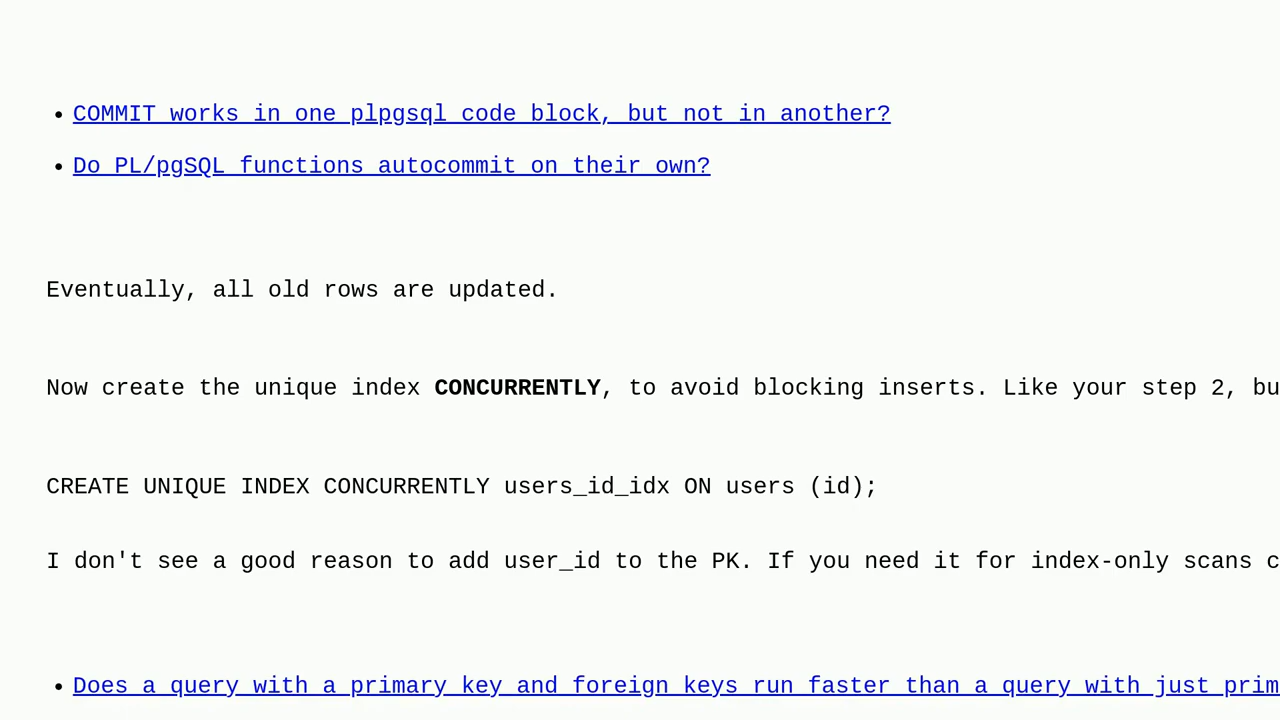 • COMMIT works in one plpgsql code block, but not in another?
• Do PL/pgSQL functions autocommit on their own?
Eventually, all old rows are updated.
Now create the unique index CONCURRENTLY, to avoid blocking inserts. Like your step 2, bu
CREATE UNIQUE INDEX CONCURRENTLY users_id_idx ON users (id);
I don't see a good reason to add user_id to the PK. If you need it for index-only scans c
• Does a query with a primary key and foreign keys run faster than a query with just prim